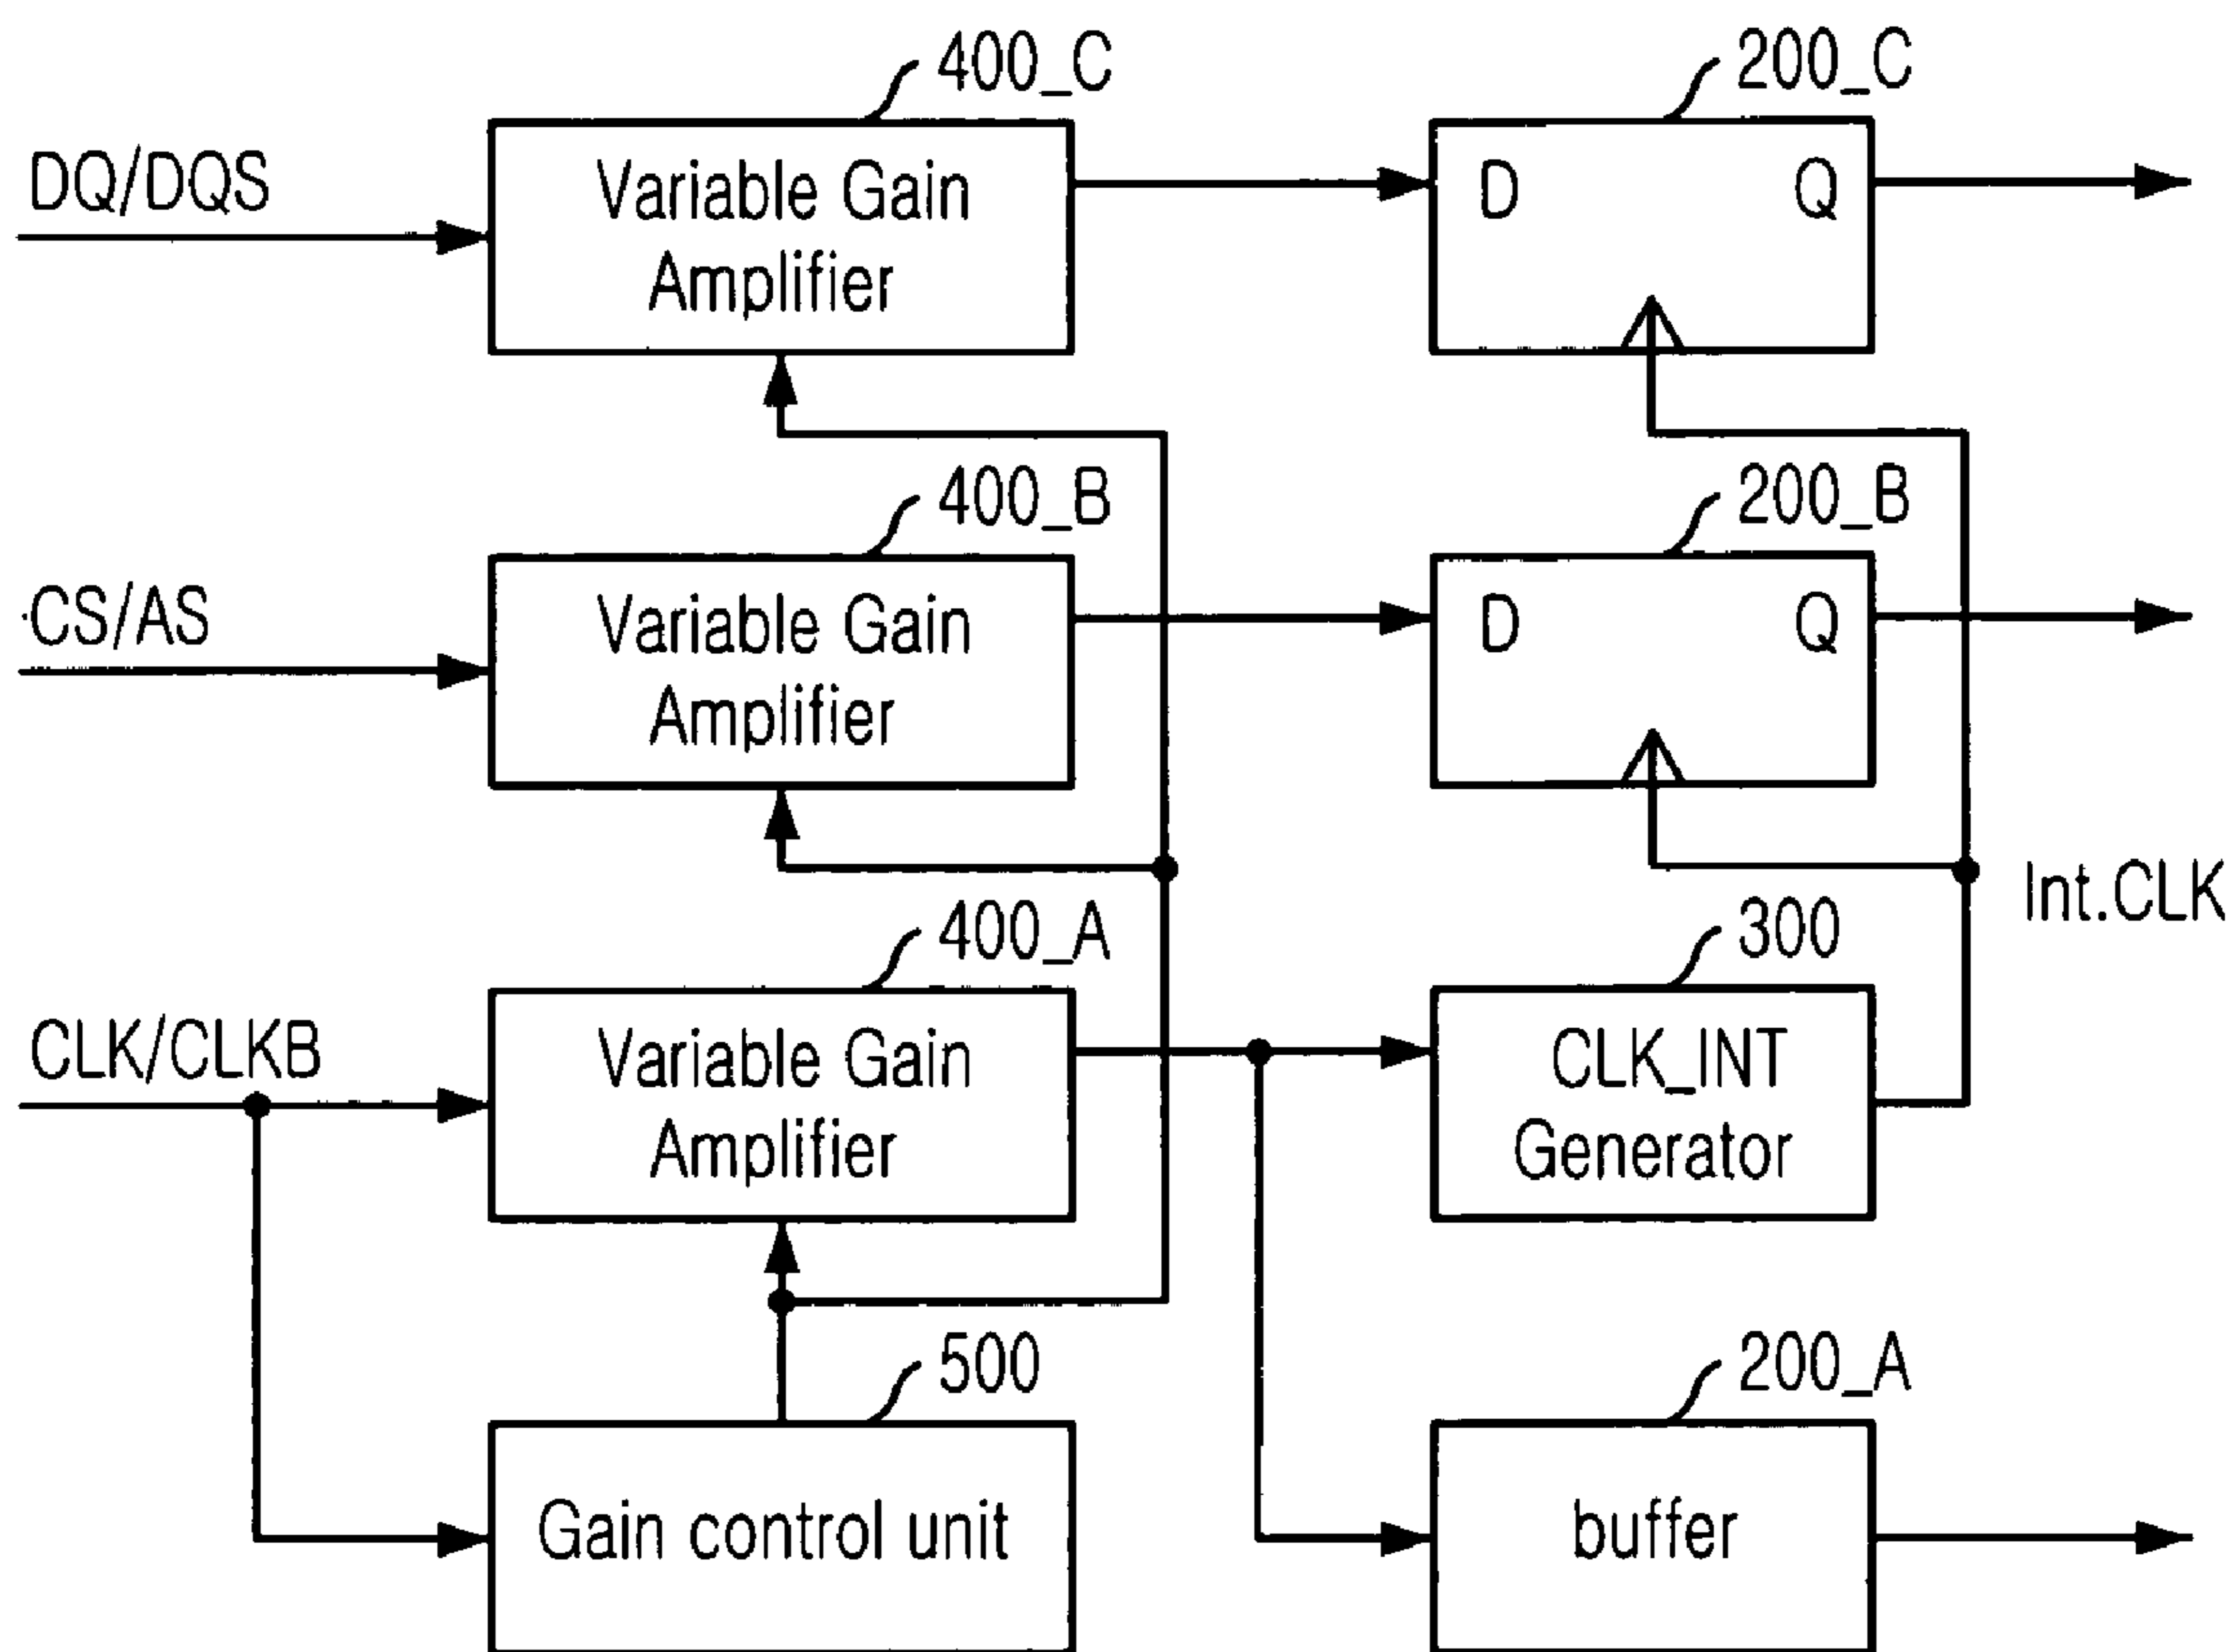 400_C
200_C
DQ/DQS
Variable Gain
Amplifier
D
Q
400_B
200_B
CS/AS
Variable Gain
Amplifier
D
Q
Int.CLK
400_A
300
CLK/CLKB
Variable Gain
Amplifier
CLK_INT
Generator
500
200_A
Gain control unit
buffer